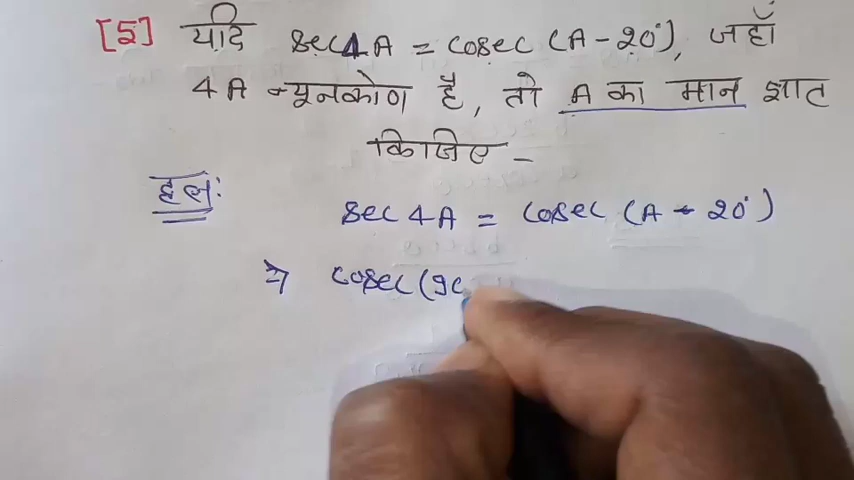 [5] यदि sec4A = cosec (A - 20°), जहाँ
4A न्यूनकोण है, तो A का मान ज्ञात
किजिए -
हल:
sec 4A = cosec (A - 20°)
⇒ cosec (90